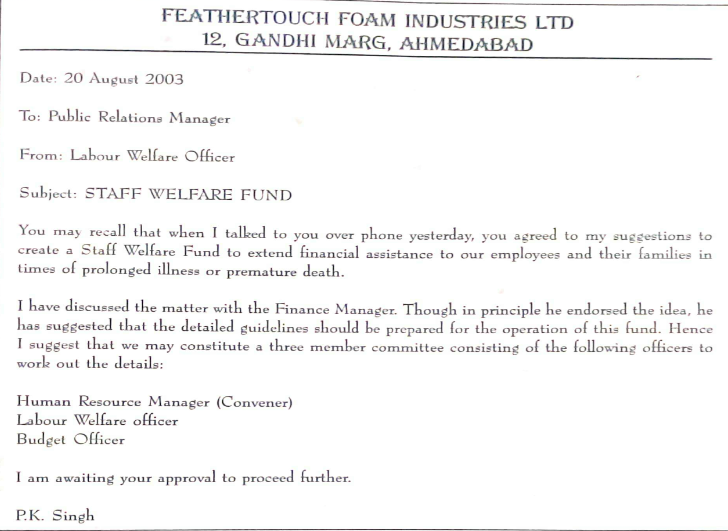 FEATHERTOUCH FOAM INDUSTRIES LTD
12, GANDHI MARG, AHMEDABAD
Date: 20 August 2003
To: Public Relations Manager
From: Labour Welfare Officer
Subject: STAFF WELFARE FUND
You may recall that when I talked to you over phone yesterday, you agreed to my suggestions to
create a Staff Welfare Fund to extend financial assistance to our employees and their families in
times of prolonged illness or premature death.
I have discussed the matter with the Finance Manager. Though in principle he endorsed the idea, he
has suggested that the detailed guidelines should be prepared for the operation of this fund. Hence
I suggest that we may constitute a three member committee consisting of the following officers to
work out the details:
Human Resource Manager (Convener)
Labour Welfare officer
Budget Officer
I am awaiting your approval to proceed further.
P.K. Singh